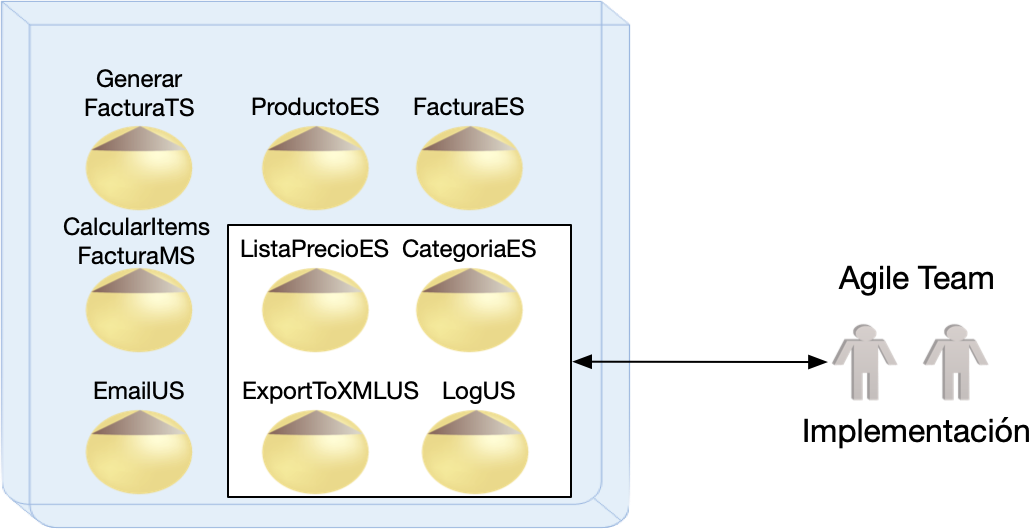 Generar
FacturaTS
ProductoES
FacturaES
CalcularItems
FacturaMS
ListaPrecioES
CategoriaES
EmailUS
ExportToXMLUS
LogUS
Agile Team
Implementación